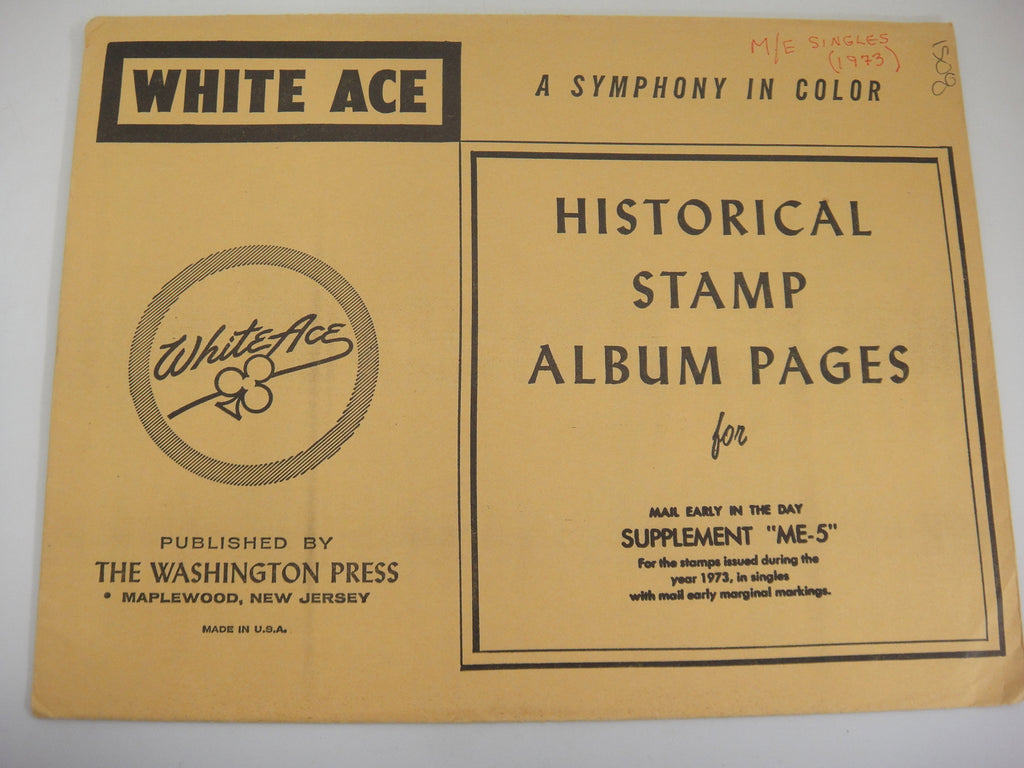 WHITE ACE
A SYMPHONY IN COLOR
M/E SINGLES
(1973)
HISTORICAL
STAMP
ALBUM PAGES
for
MAIL EARLY IN THE DAY
SUPPLEMENT "ME-5"
For the stamps issued during the
year 1973, in singles
with mail early marginal markings.
White Ace
PUBLISHED BY
THE WASHINGTON PRESS
• MAPLEWOOD, NEW JERSEY
MADE IN U.S.A.